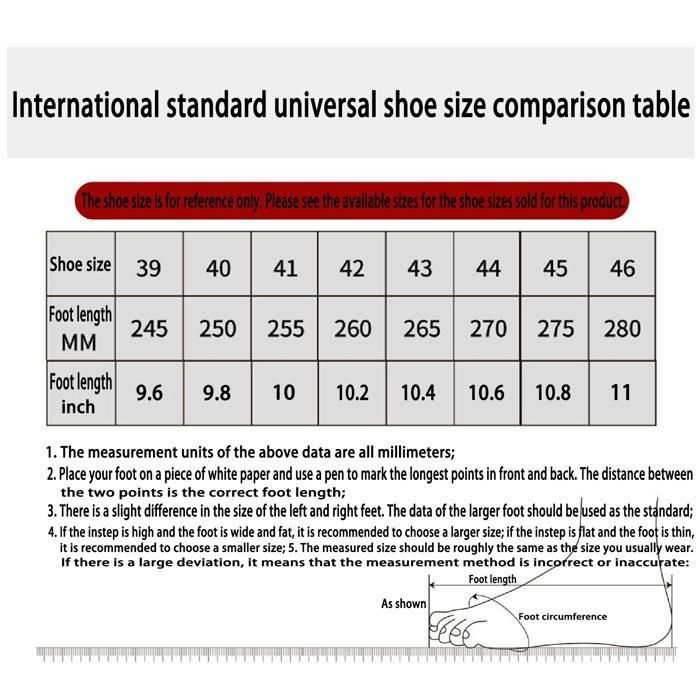 International standard universal shoe size comparison table
The shoe size is for reference only. Please see the available sizes for the shoe sizes sold for this product.
Shoe size 39 40 41 42 43 44 45 46
Foot length MM 245 250 255 260 265 270 275 280
Foot length inch 9.6 9.8 10 10.2 10.4 10.6 10.8 11
1. The measurement units of the above data are all millimeters;
2. Place your foot on a piece of white paper and use a pen to mark the longest points in front and back. The distance between
the two points is the correct foot length;
3. There is a slight difference in the size of the left and right feet. The data of the larger foot should be used as the standard;
4. If the instep is high and the foot is wide and fat, it is recommended to choose a larger size; if the instep is flat and the foot is thin,
it is recommended to choose a smaller size; 5. The measured size should be roughly the same as the size you usually wear.
If there is a large deviation, it means that the measurement method is incorrect or inaccurate:
Foot length
As shown
Foot circumference